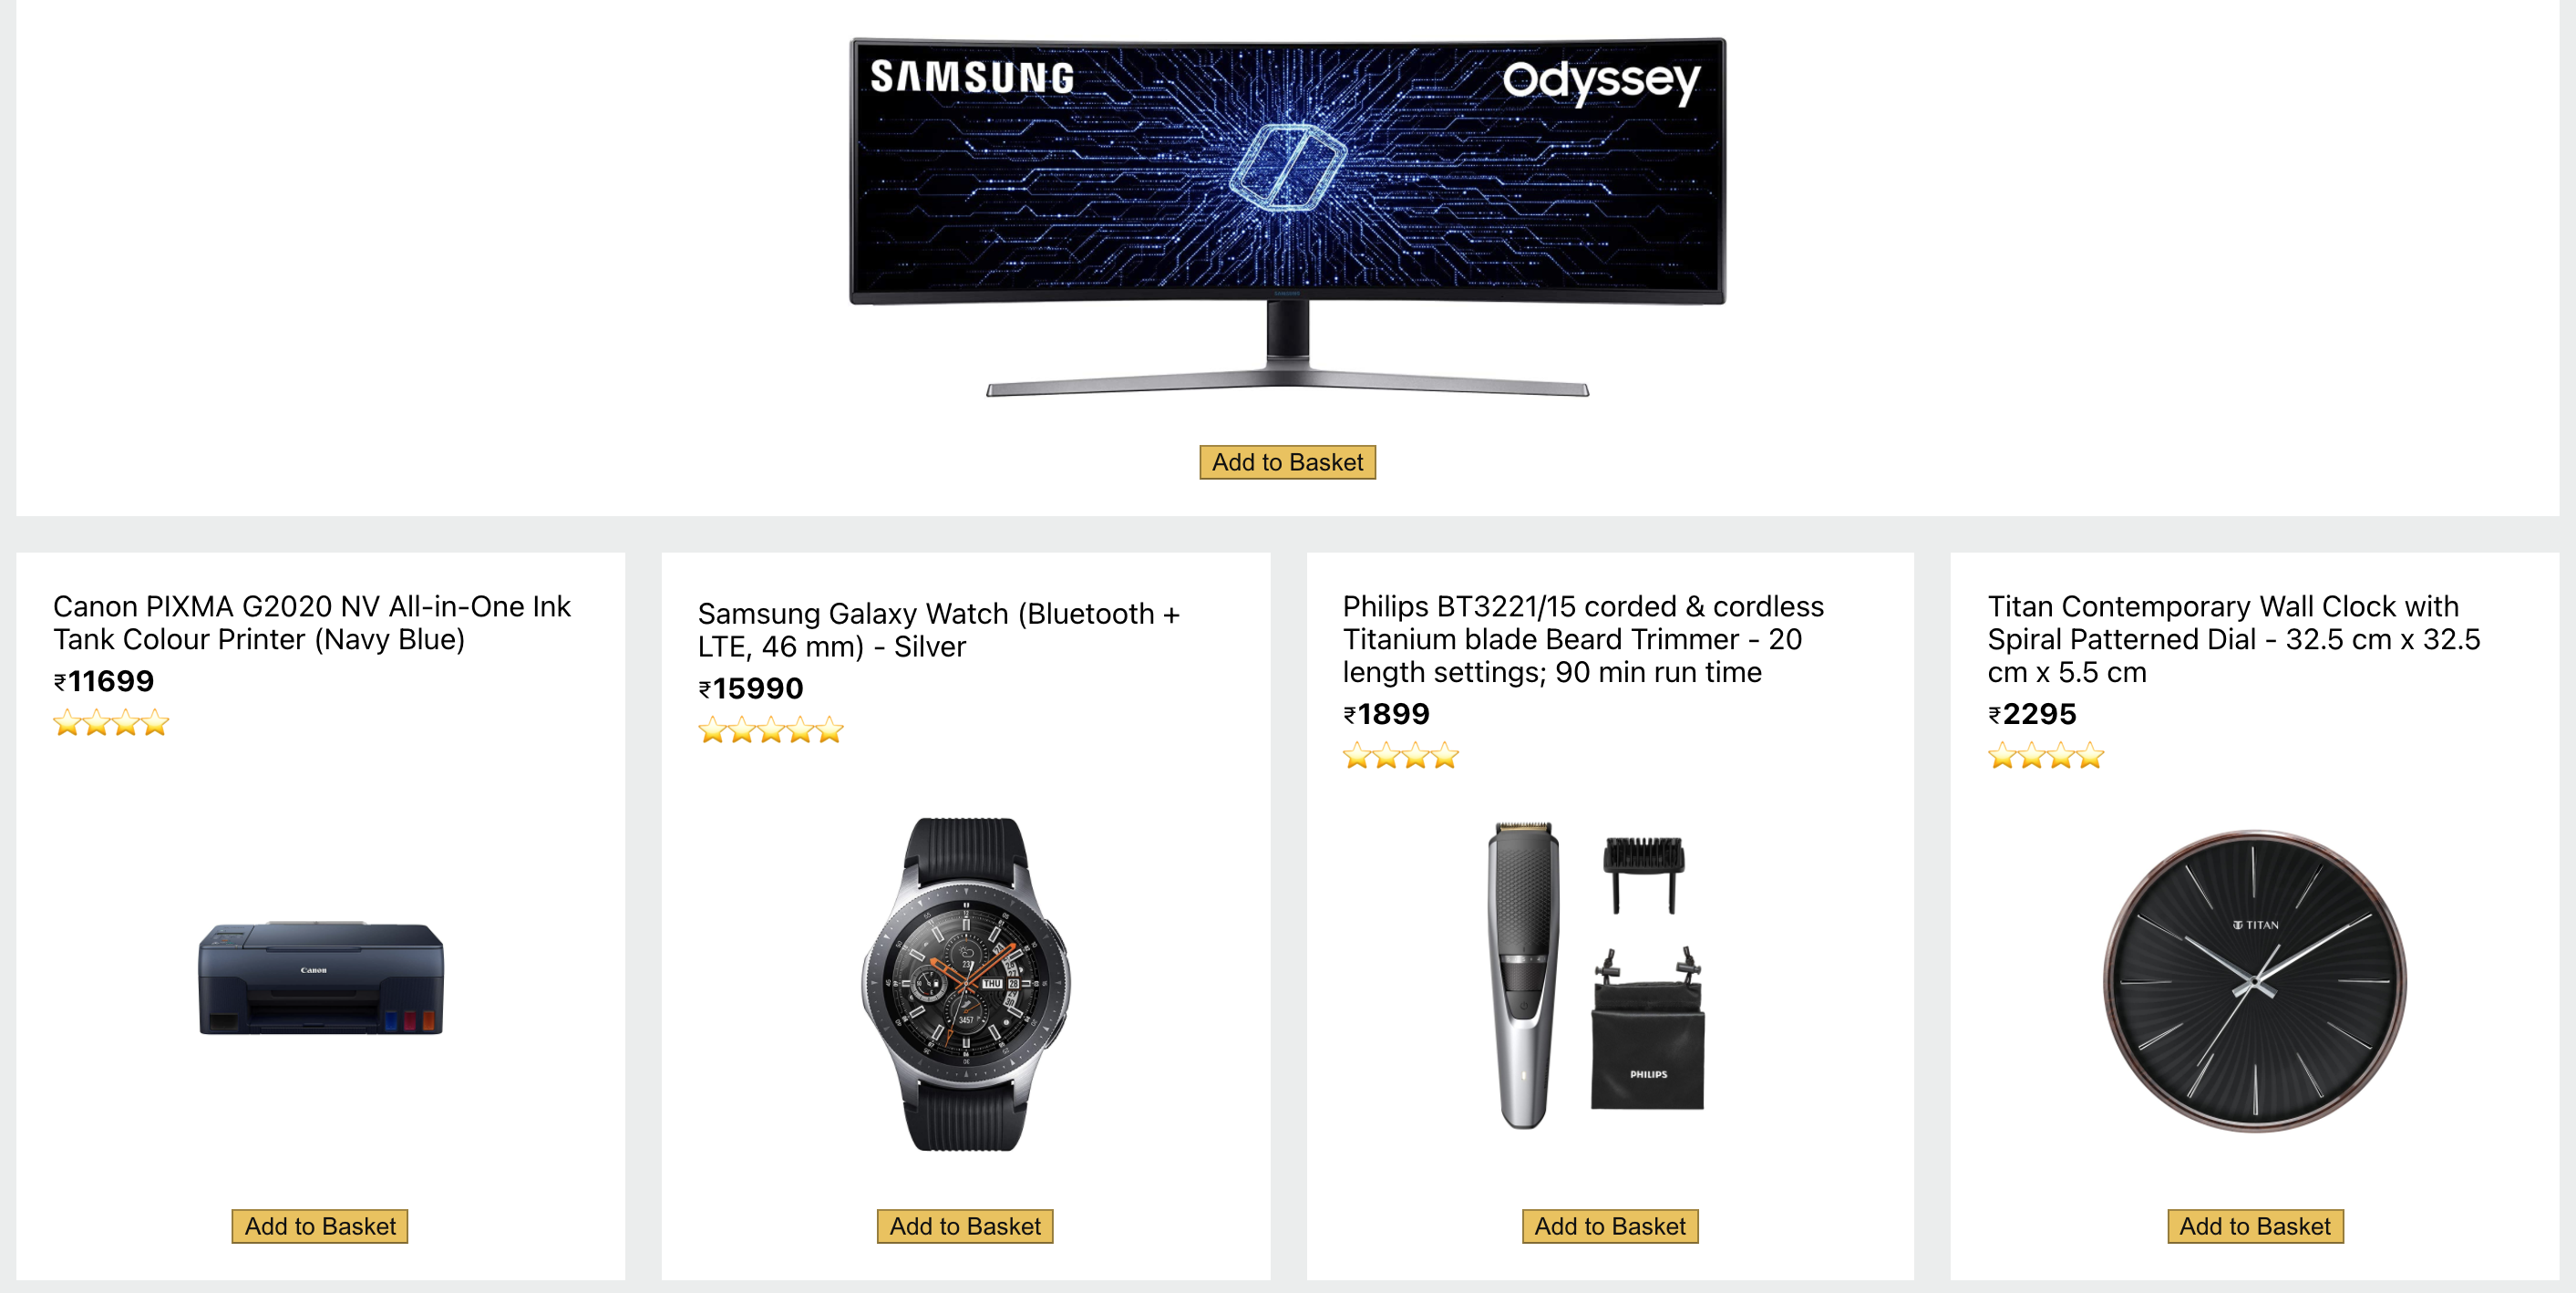 SAMSUNG
Odyssey
Add to Basket
Canon PIXMA G2020 NV All-in-One Ink
Tank Colour Printer (Navy Blue)
₹11699
Canon
Add to Basket
Samsung Galaxy Watch (Bluetooth +
LTE, 46 mm) - Silver
₹15990
THU 28
3457
Add to Basket
Philips BT3221/15 corded & cordless
Titanium blade Beard Trimmer - 20
length settings; 90 min run time
₹1899
PHILIPS
Add to Basket
Titan Contemporary Wall Clock with
Spiral Patterned Dial - 32.5 cm x 32.5
cm x 5.5 cm
₹2295
TITAN
Add to Basket